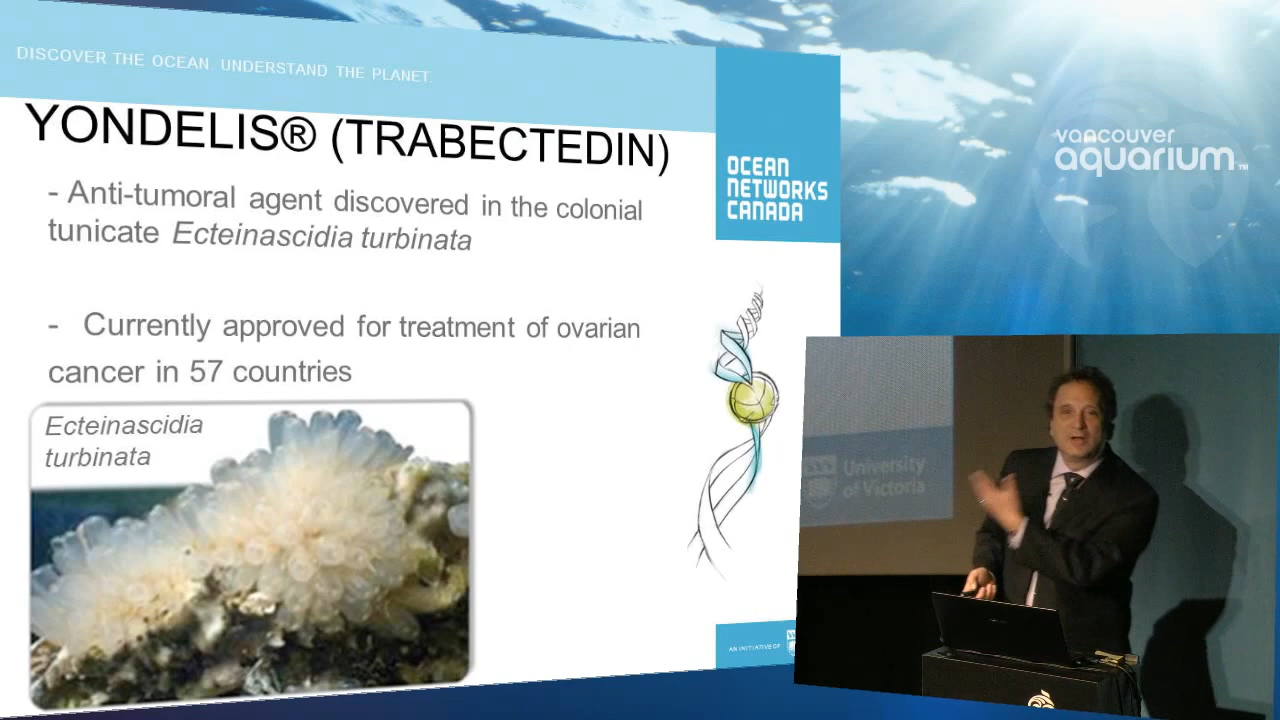 DISCOVER THE OCEAN. UNDERSTAND THE PLANET.
YONDELIS® (TRABECTEDIN)
- Anti-tumoral agent discovered in the colonial
tunicate Ecteinascidia turbinata
- Currently approved for treatment of ovarian
cancer in 57 countries
Ecteinascidia
turbinata
OCEAN
NETWORKS
CANADA
AN INITIATIVE OF
vancouver
aquarium™
University
of Victoria